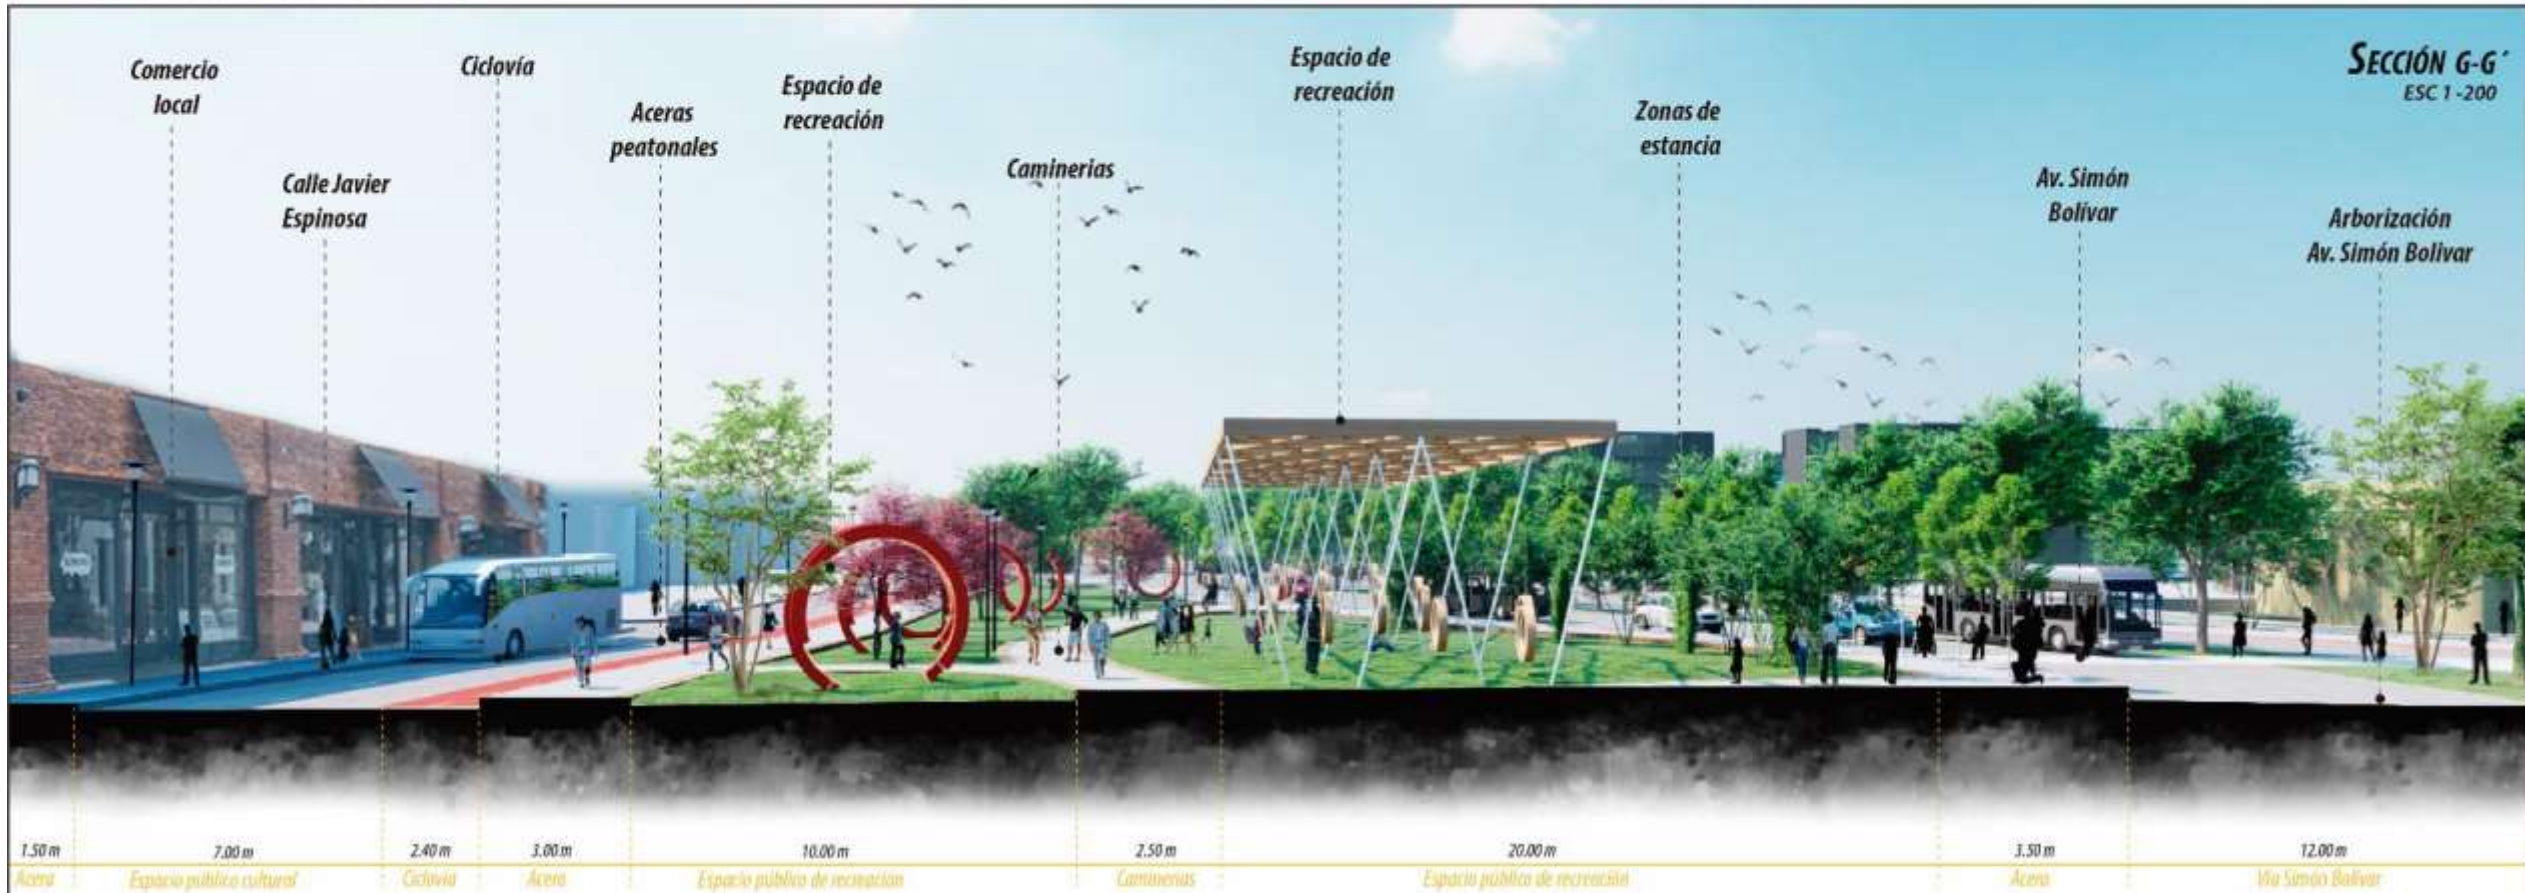 SECCIÓN G-G´
ESC 1-200
Comercio
local
Calle Javier
Espinosa
Ciclovía
Aceras
peatonales
Espacio de
recreación
Caminerias
Espacio de
recreación
Zonas de
estancia
Av. Simón
Bolívar
Arborización
Av. Simón Bolivar
1.50 m
7.00 m
2.40 m
3.00 m
10.00 m
2.50 m
20.00 m
3.50 m
12.00 m
Acera
Espacio público cultural
Ciclovía
Acera
Espacio público de recreación
Caminerias
Espacio público de recreación
Acera
Vía Simón Bolívar